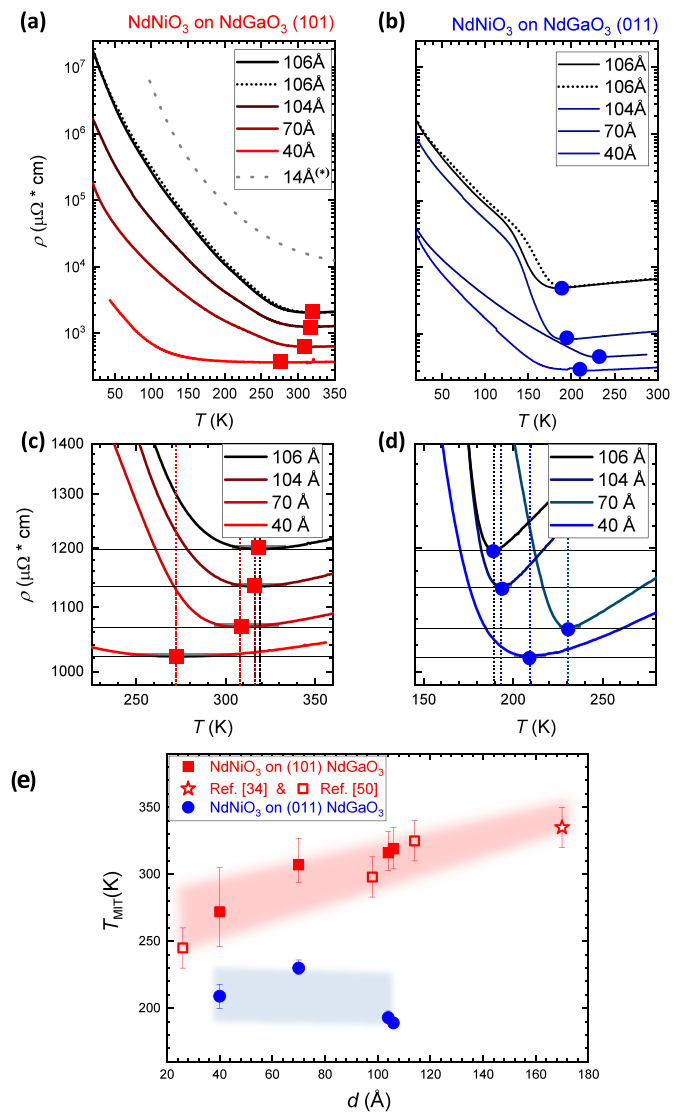 (a)
NdNiO₃ on NdGaO₃ (101)
10⁷
10⁶
10⁵
10⁴
10³
ρ (μΩ * cm)
106Å
106Å
104Å
70Å
40Å
14Å(*)
50 100 150 200 250 300 350
T (K)
(b)
NdNiO₃ on NdGaO₃ (011)
106Å
106Å
104Å
70Å
40Å
50 100 150 200 250 300
T (K)
(c)
1400
1300
1200
1100
1000
ρ (μΩ * cm)
106 Å
104 Å
70 Å
40 Å
250 300 350
T (K)
(d)
106 Å
104 Å
70 Å
40 Å
150 200 250
T (K)
(e)
NdNiO₃ on (101) NdGaO₃
Ref. [34] & Ref. [50]
NdNiO₃ on (011) NdGaO₃
350
300
250
200
T_MIT(K)
20 40 60 80 100 120 140 160 180
d (Å)